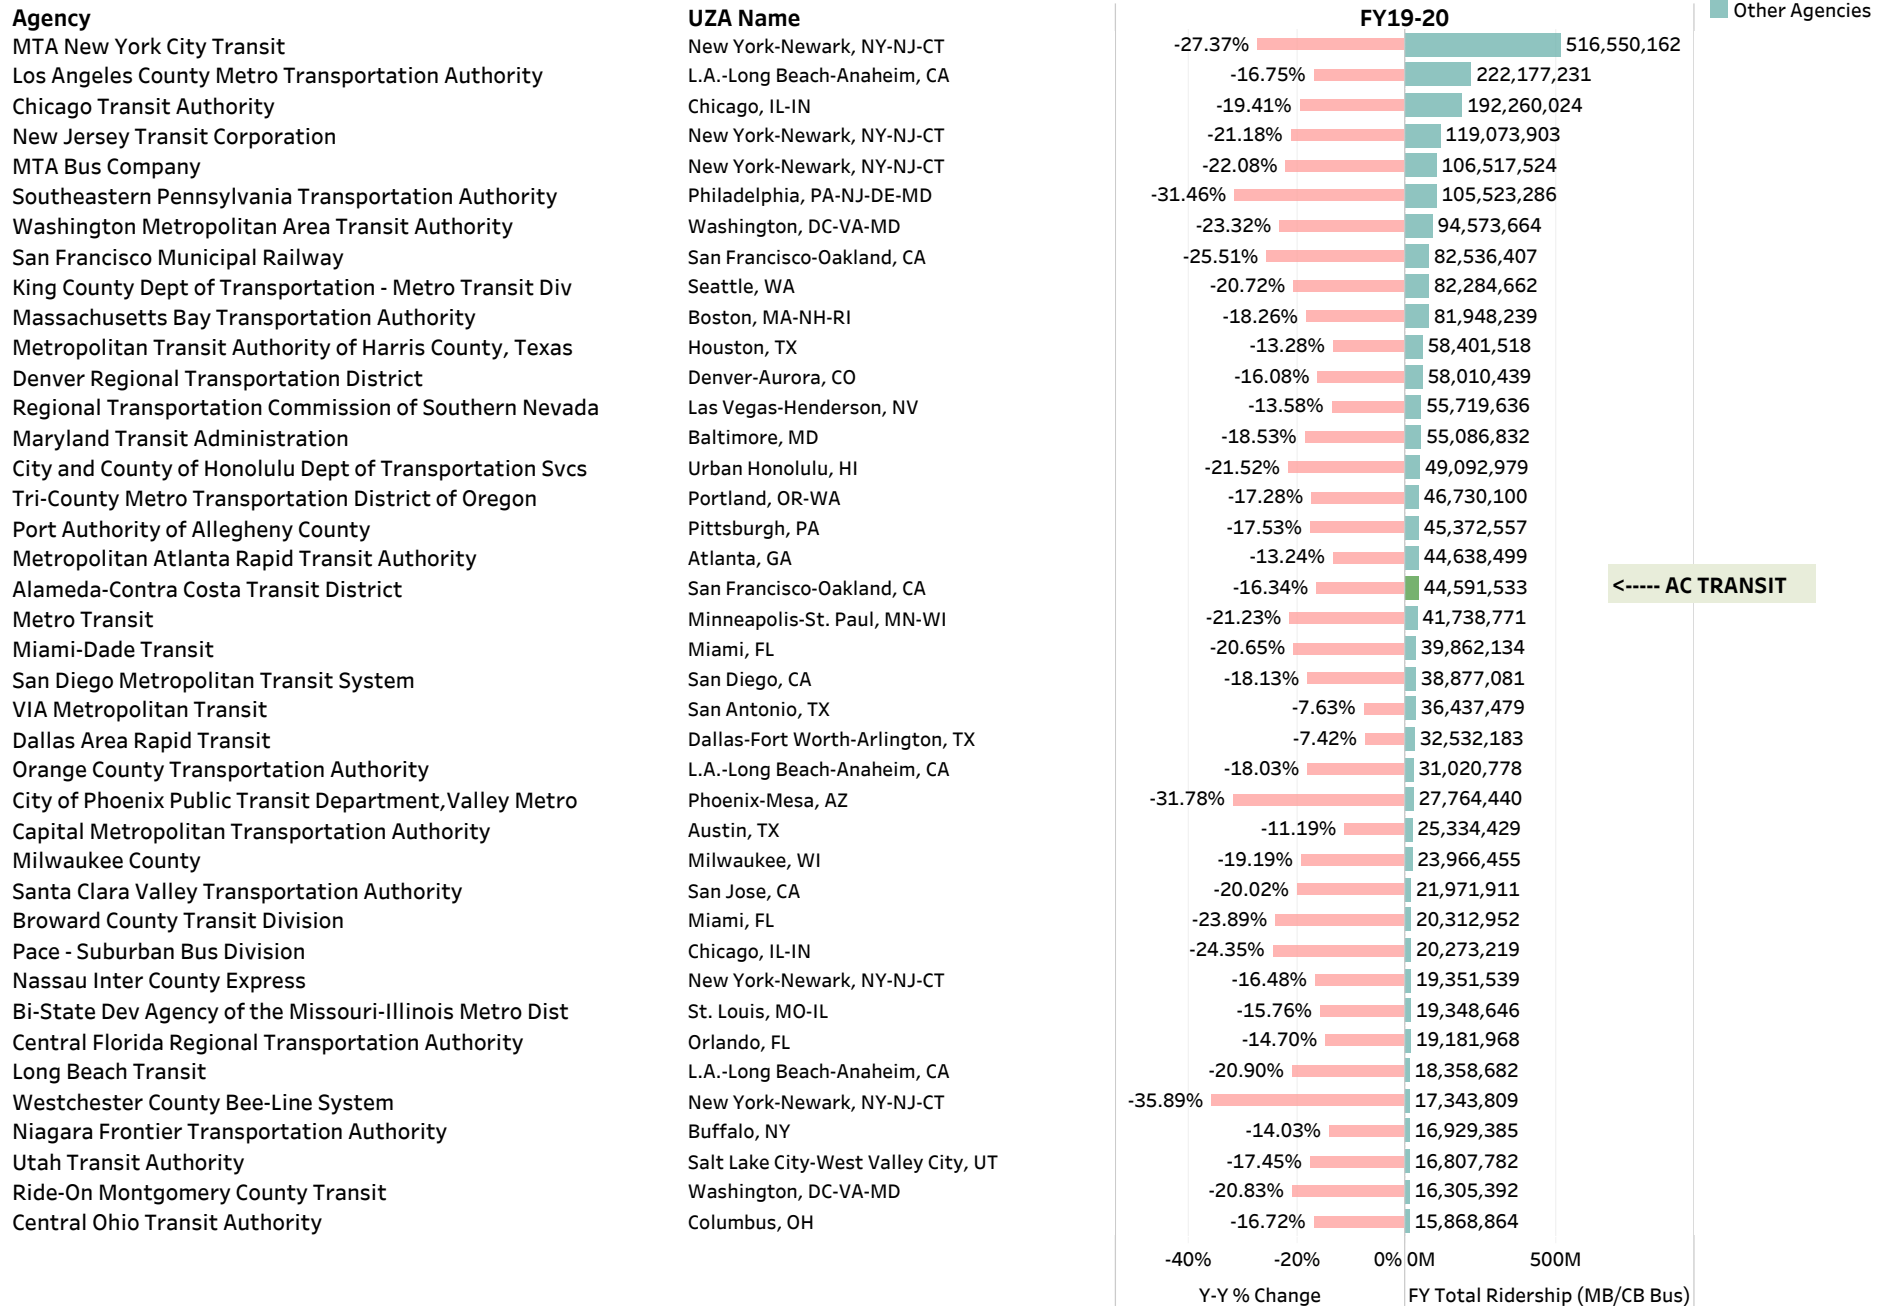 Agency UZA Name FY19-20 Other Agencies
MTA New York City Transit New York-Newark, NY-NJ-CT -27.37% 516,550,162
Los Angeles County Metro Transportation Authority L.A.-Long Beach-Anaheim, CA -16.75% 222,177,231
Chicago Transit Authority Chicago, IL-IN -19.41% 192,260,024
New Jersey Transit Corporation New York-Newark, NY-NJ-CT -21.18% 119,073,903
MTA Bus Company New York-Newark, NY-NJ-CT -22.08% 106,517,524
Southeastern Pennsylvania Transportation Authority Philadelphia, PA-NJ-DE-MD -31.46% 105,523,286
Washington Metropolitan Area Transit Authority Washington, DC-VA-MD -23.32% 94,573,664
San Francisco Municipal Railway San Francisco-Oakland, CA -25.51% 82,536,407
King County Dept of Transportation - Metro Transit Div Seattle, WA -20.72% 82,284,662
Massachusetts Bay Transportation Authority Boston, MA-NH-RI -18.26% 81,948,239
Metropolitan Transit Authority of Harris County, Texas Houston, TX -13.28% 58,401,518
Denver Regional Transportation District Denver-Aurora, CO -16.08% 58,010,439
Regional Transportation Commission of Southern Nevada Las Vegas-Henderson, NV -13.58% 55,719,636
Maryland Transit Administration Baltimore, MD -18.53% 55,086,832
City and County of Honolulu Dept of Transportation Svcs Urban Honolulu, HI -21.52% 49,092,979
Tri-County Metro Transportation District of Oregon Portland, OR-WA -17.28% 46,730,100
Port Authority of Allegheny County Pittsburgh, PA -17.53% 45,372,557
Metropolitan Atlanta Rapid Transit Authority Atlanta, GA -13.24% 44,638,499
Alameda-Contra Costa Transit District San Francisco-Oakland, CA -16.34% 44,591,533 <----- AC TRANSIT
Metro Transit Minneapolis-St. Paul, MN-WI -21.23% 41,738,771
Miami-Dade Transit Miami, FL -20.65% 39,862,134
San Diego Metropolitan Transit System San Diego, CA -18.13% 38,877,081
VIA Metropolitan Transit San Antonio, TX -7.63% 36,437,479
Dallas Area Rapid Transit Dallas-Fort Worth-Arlington, TX -7.42% 32,532,183
Orange County Transportation Authority L.A.-Long Beach-Anaheim, CA -18.03% 31,020,778
City of Phoenix Public Transit Department,Valley Metro Phoenix-Mesa, AZ -31.78% 27,764,440
Capital Metropolitan Transportation Authority Austin, TX -11.19% 25,334,429
Milwaukee County Milwaukee, WI -19.19% 23,966,455
Santa Clara Valley Transportation Authority San Jose, CA -20.02% 21,971,911
Broward County Transit Division Miami, FL -23.89% 20,312,952
Pace - Suburban Bus Division Chicago, IL-IN -24.35% 20,273,219
Nassau Inter County Express New York-Newark, NY-NJ-CT -16.48% 19,351,539
Bi-State Dev Agency of the Missouri-Illinois Metro Dist St. Louis, MO-IL -15.76% 19,348,646
Central Florida Regional Transportation Authority Orlando, FL -14.70% 19,181,968
Long Beach Transit L.A.-Long Beach-Anaheim, CA -20.90% 18,358,682
Westchester County Bee-Line System New York-Newark, NY-NJ-CT -35.89% 17,343,809
Niagara Frontier Transportation Authority Buffalo, NY -14.03% 16,929,385
Utah Transit Authority Salt Lake City-West Valley City, UT -17.45% 16,807,782
Ride-On Montgomery County Transit Washington, DC-VA-MD -20.83% 16,305,392
Central Ohio Transit Authority Columbus, OH -16.72% 15,868,864
-40% -20% 0% 0M 500M
Y-Y % Change FY Total Ridership (MB/CB Bus)